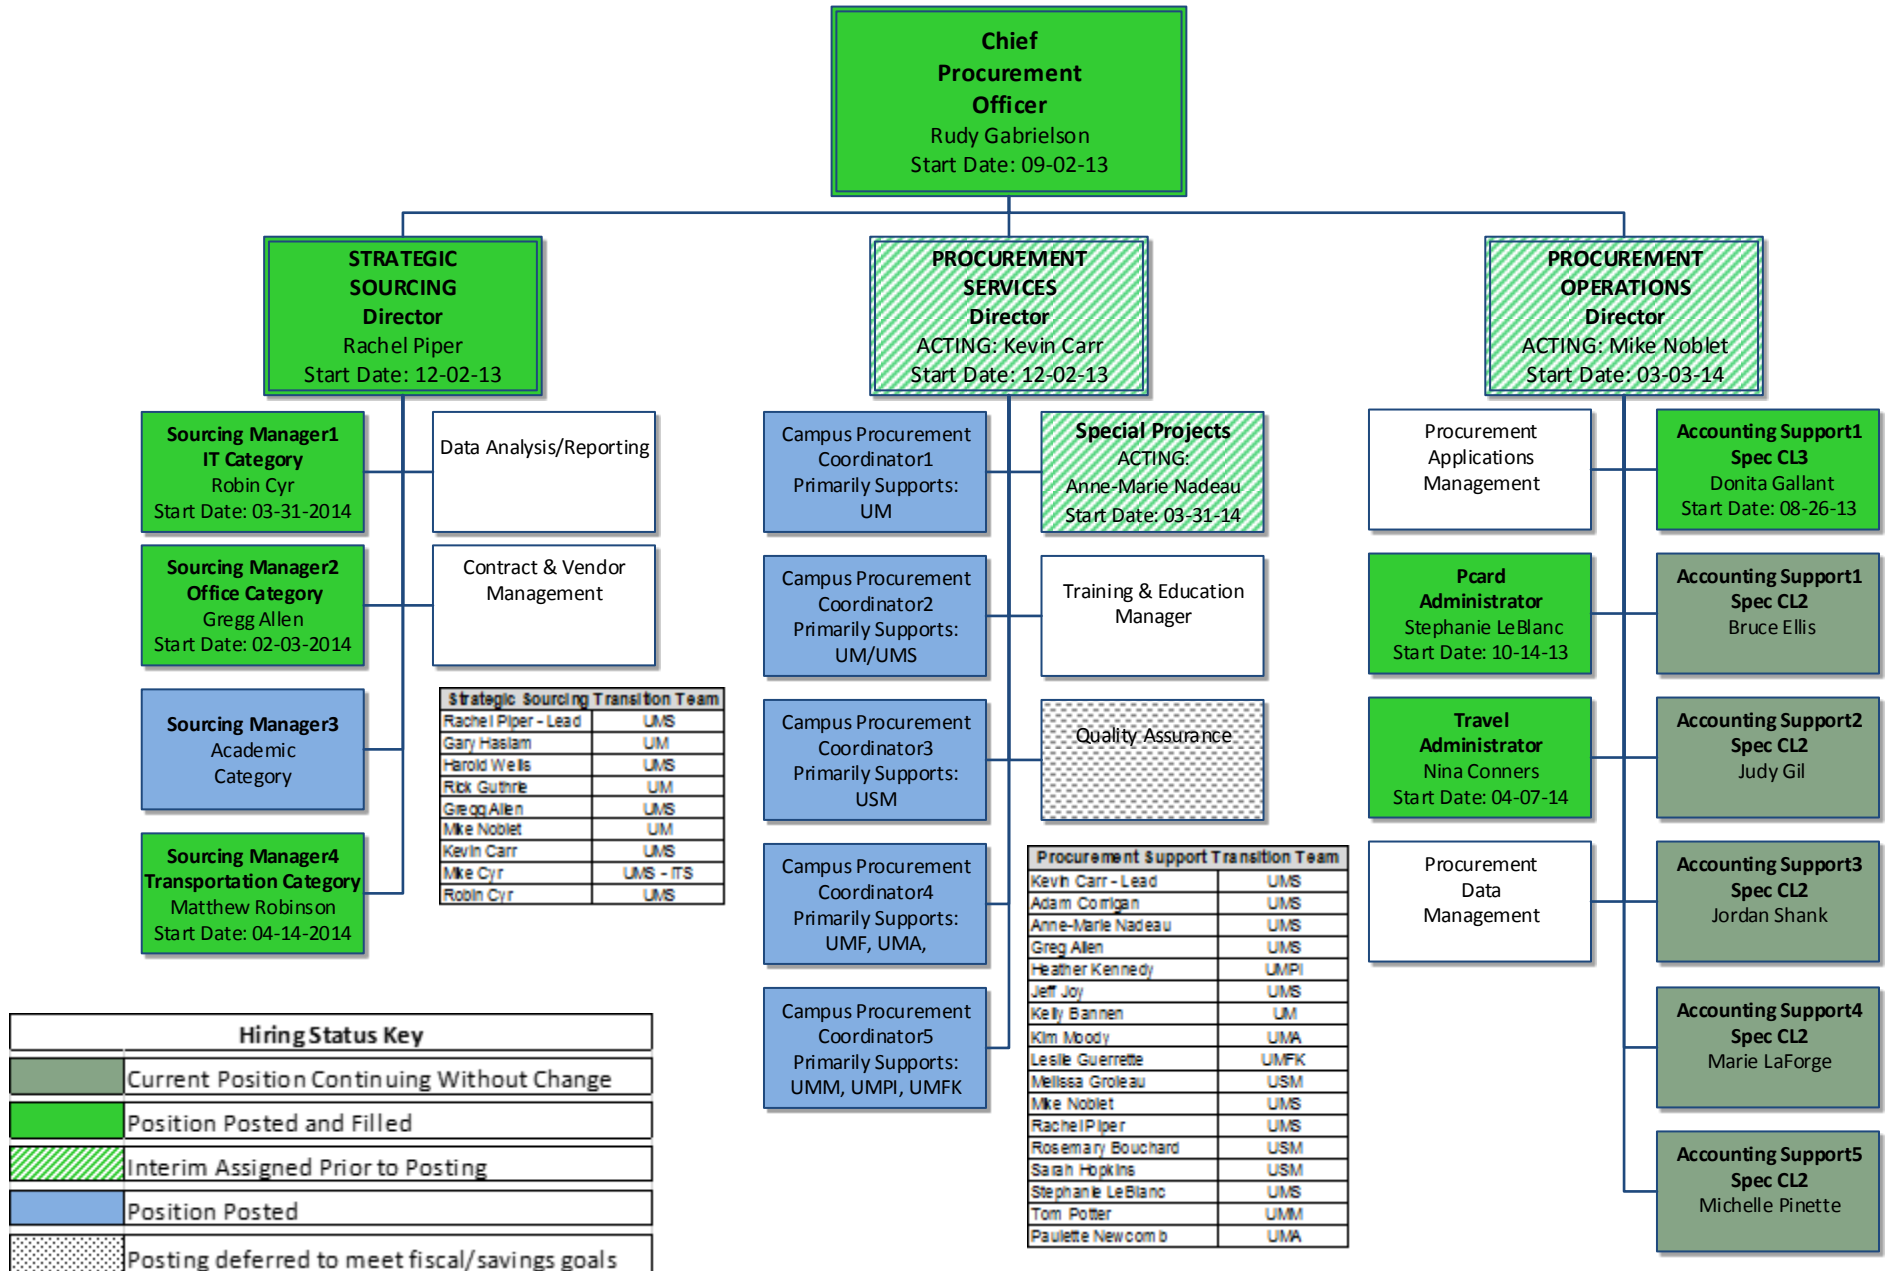 Chief
Procurement
Officer
Rudy Gabrielson
Start Date: 09-02-13
STRATEGIC
SOURCING
Director
Rachel Piper
Start Date: 12-02-13
PROCUREMENT
SERVICES
Director
ACTING: Kevin Carr
Start Date: 12-02-13
PROCUREMENT
OPERATIONS
Director
ACTING: Mike Noblet
Start Date: 03-03-14
Sourcing Manager1
IT Category
Robin Cyr
Start Date: 03-31-2014
Data Analysis/Reporting
Sourcing Manager2
Office Category
Gregg Allen
Start Date: 02-03-2014
Contract & Vendor
Management
Sourcing Manager3
Academic
Category
Sourcing Manager4
Transportation Category
Matthew Robinson
Start Date: 04-14-2014
Strategic Sourcing Transition Team
Rachel Piper - Lead UMS
Gary Haslam UM
Harold Wells UMS
Rick Guthrie UM
Gregg Allen UMS
Mike Noblet UM
Kevin Carr UMS
Mike Cyr UMS - ITS
Robin Cyr UMS
Campus Procurement
Coordinator1
Primarily Supports:
UM
Special Projects
ACTING:
Anne-Marie Nadeau
Start Date: 03-31-14
Campus Procurement
Coordinator2
Primarily Supports:
UM/UMS
Training & Education
Manager
Campus Procurement
Coordinator3
Primarily Supports:
USM
Quality Assurance
Campus Procurement
Coordinator4
Primarily Supports:
UMF, UMA,
Campus Procurement
Coordinator5
Primarily Supports:
UMM, UMPI, UMFK
Procurement Support Transition Team
Kevin Carr - Lead UMS
Adam Corrigan UMS
Anne-Marie Nadeau UMS
Greg Allen UMS
Heather Kennedy UMPI
Jeff Joy UMS
Kelly Bannen UM
Kim Moody UMA
Leslie Guerrette UMFK
Melissa Groleau USM
Mike Noblet UMS
Rachel Piper UMS
Rosemary Bouchard USM
Sarah Hopkins USM
Stephanie LeBlanc UMS
Tom Potter UMM
Paulette Newcomb UMA
Procurement
Applications
Management
Accounting Support1
Spec CL3
Donita Gallant
Start Date: 08-26-13
Pcard
Administrator
Stephanie LeBlanc
Start Date: 10-14-13
Accounting Support1
Spec CL2
Bruce Ellis
Travel
Administrator
Nina Conners
Start Date: 04-07-14
Accounting Support2
Spec CL2
Judy Gil
Procurement
Data
Management
Accounting Support3
Spec CL2
Jordan Shank
Accounting Support4
Spec CL2
Marie LaForge
Accounting Support5
Spec CL2
Michelle Pinette
Hiring Status Key
Current Position Continuing Without Change
Position Posted and Filled
Interim Assigned Prior to Posting
Position Posted
Posting deferred to meet fiscal/savings goals